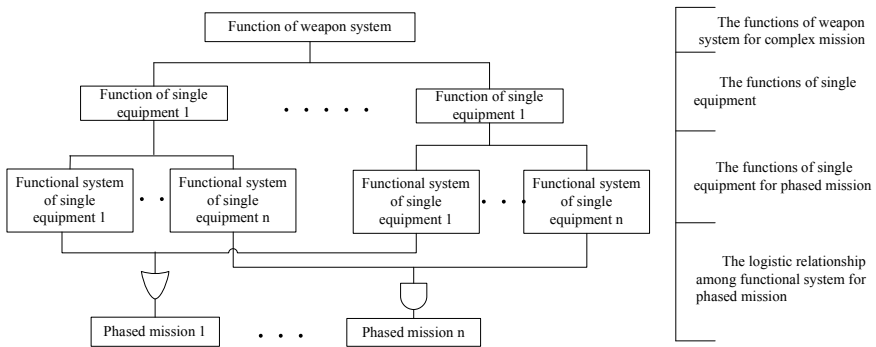 Function of weapon system
Function of single
equipment 1
Function of single
equipment 1
Functional system
of single
equipment 1
Functional system
of single
equipment n
Functional system
of single
equipment 1
Functional system
of single
equipment n
Phased mission 1
Phased mission n
The functions of weapon
system for complex mission
The functions of single
equipment
The functions of single
equipment for phased mission
The logistic relationship
among functional system for
phased mission